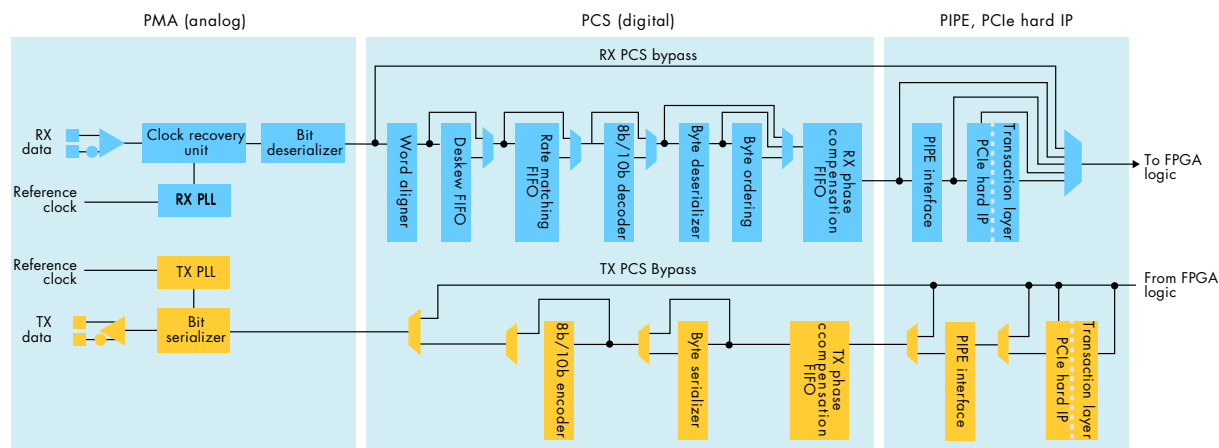 PMA (analog)
PCS (digital)
PIPE, PCIe hard IP
RX PCS bypass
RX
data
Clock recovery
unit
Bit
deserializer
Word aligner
Deskew FIFO
Rate matching
FIFO
8b/10b decoder
Byte deserializer
Byte ordering
RX phase
compensation
FIFO
PIPE interface
Transaction layer
PCIe hard IP
To FPGA
logic
Reference
clock
RX PLL
Reference
clock
TX PLL
TX PCS Bypass
From FPGA
logic
TX
data
Bit
serializer
8b/10b encoder
Byte serializer
TX phase
ccompensation
FIFO
PIPE interface
Transaction layer
PCIe hard IP